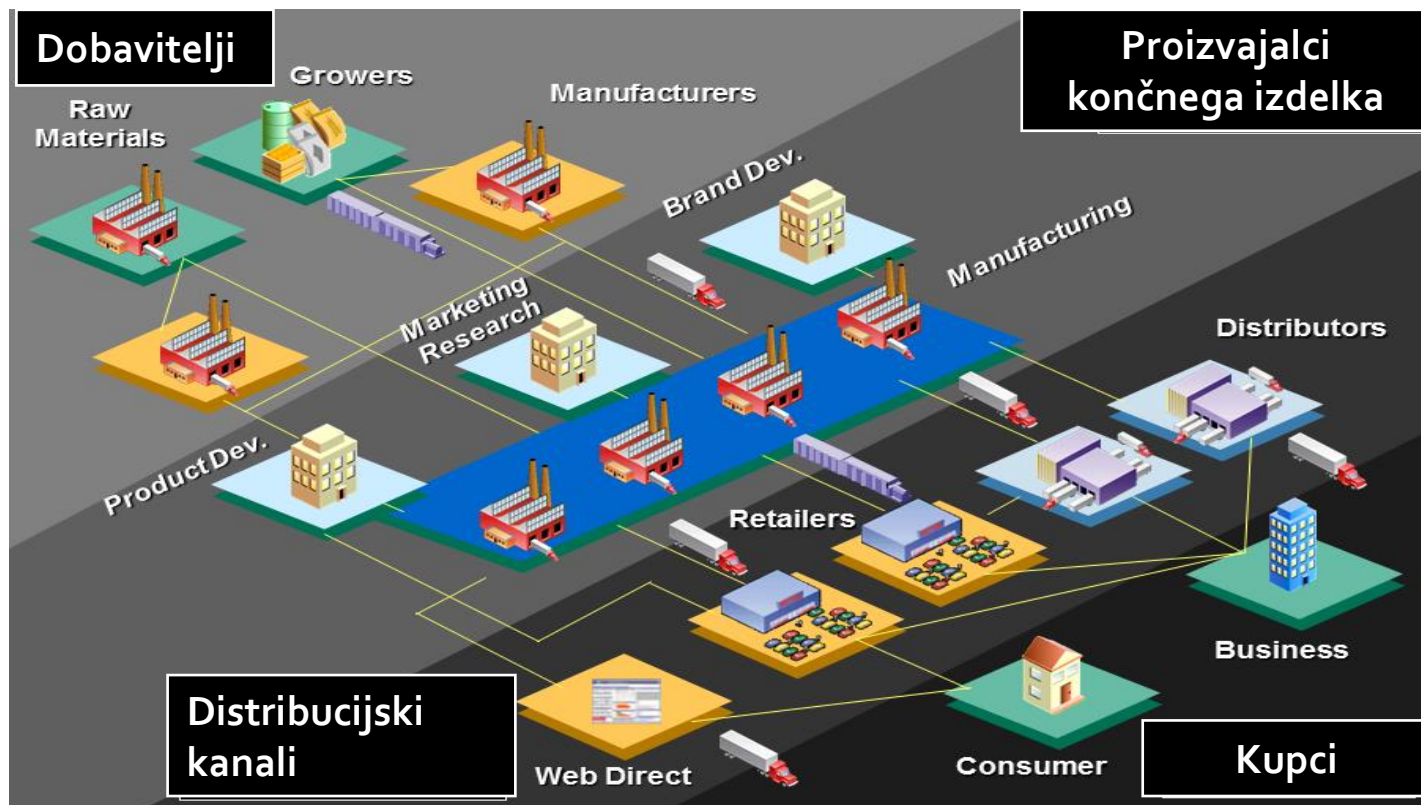 Dobavitelji
Proizvajalci
končnega izdelka
Growers
Manufacturers
Raw
Materials
Brand Dev.
Manufacturing
Marketing
Research
Distributors
Product Dev.
Retailers
Business
Distribucijski
kanali
Web Direct
Consumer
Kupci